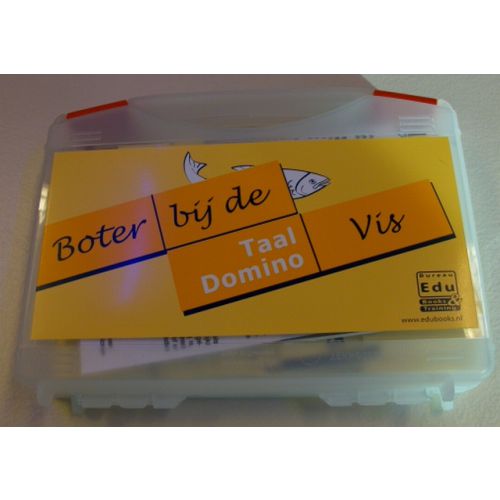 Boter bij de Vis
Taal
Domino
Bureau
Edu
Books &
Training
www.edubooks.nl